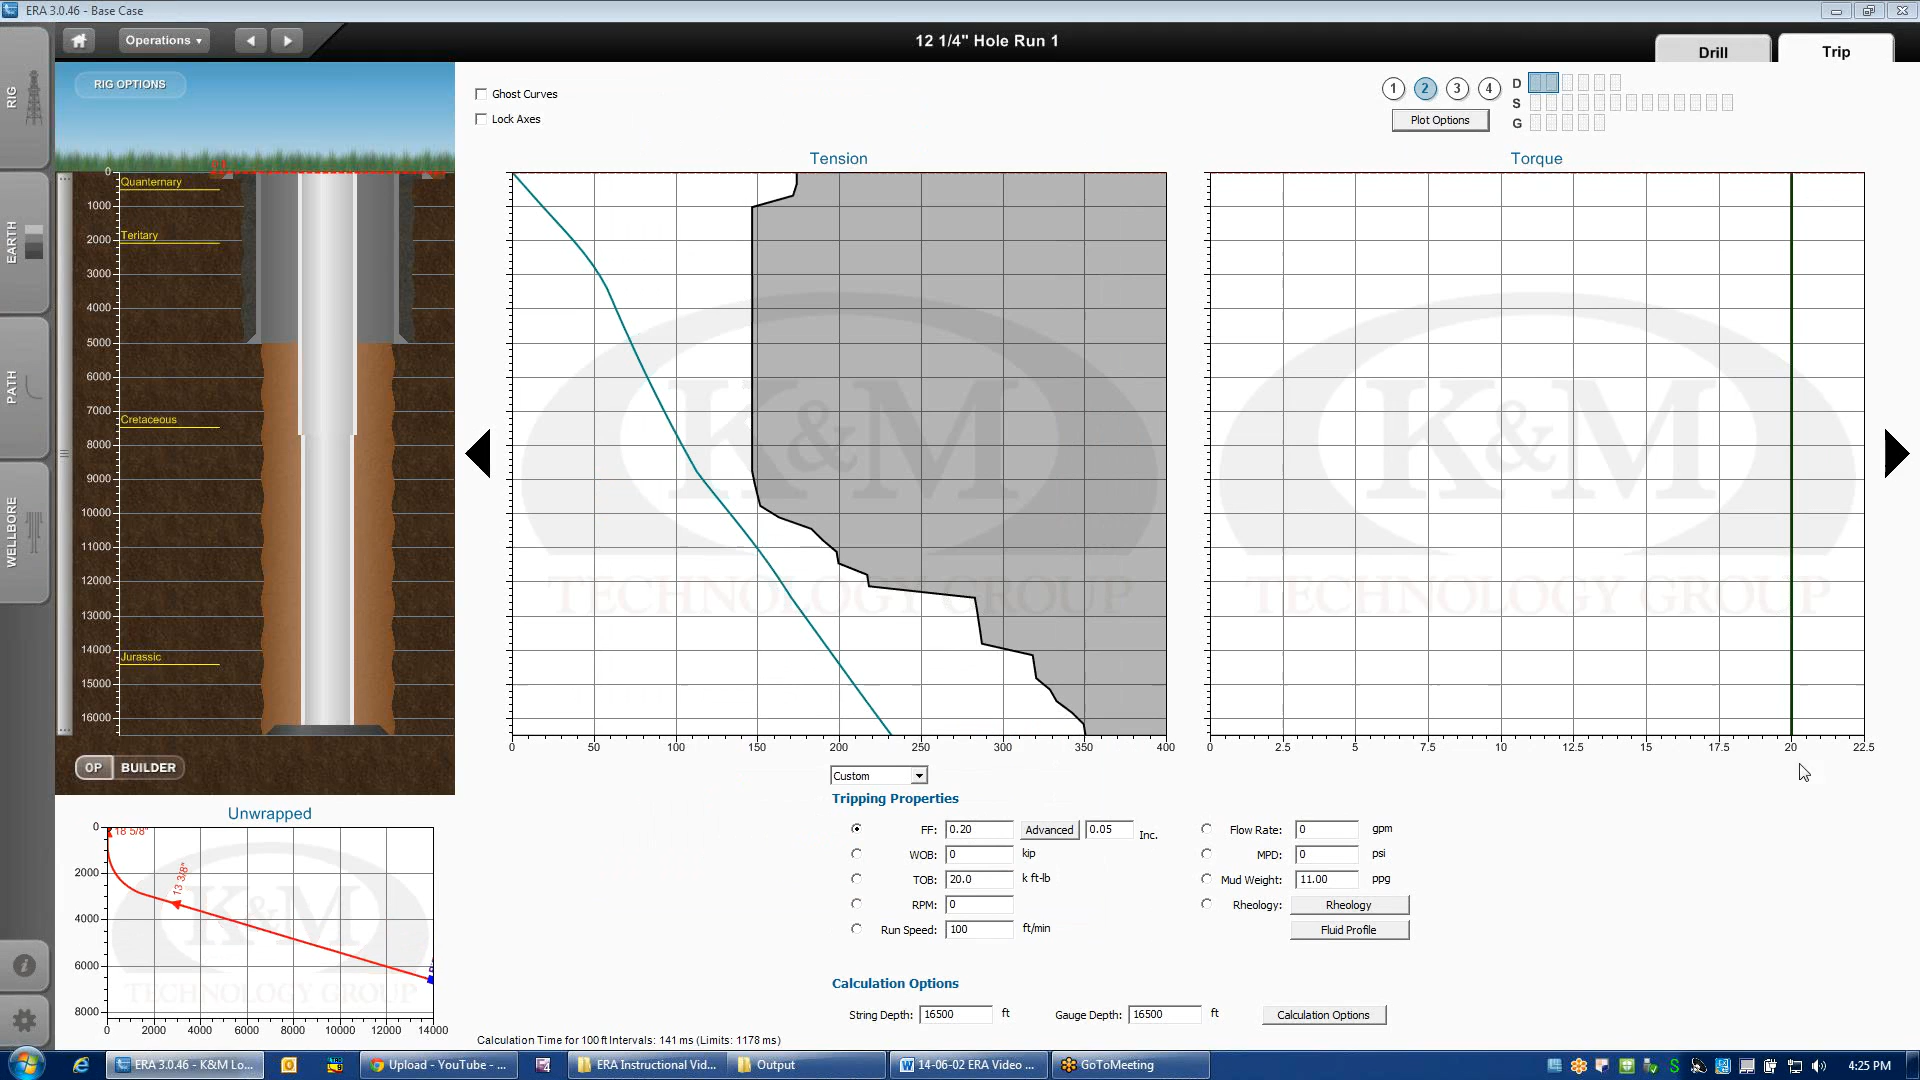 ERA 3.0.46 - Base Case
Operations
12 1/4" Hole Run 1
Drill
Trip
RIG
EARTH
PATH
WELLBORE
RIG OPTIONS
Ghost Curves
Lock Axes
1 2 3 4
Plot Options
D
S
G
Quanternary
Teritary
Cretaceous
Jurassic
0
1000
2000
3000
4000
5000
6000
7000
8000
9000
10000
11000
12000
13000
14000
15000
16000
OP BUILDER
Tension
K&M
TECHNOLOGY GROUP
0 50 100 150 200 250 300 350 400
Torque
K&M
TECHNOLOGY GROUP
0 2.5 5 7.5 10 12.5 15 17.5 20 22.5
Unwrapped
18 5/8"
13 3/8"
K&M
TECHNOLOGY GROUP
0
2000
4000
6000
8000
0 2000 4000 6000 8000 10000 12000 14000
Custom
Tripping Properties
FF: 0.20 Advanced 0.05 Inc.
WOB: 0 kip
TOB: 20.0 k ft-lb
RPM: 0
Run Speed: 100 ft/min
Flow Rate: 0 gpm
MPD: 0 psi
Mud Weight: 11.00 ppg
Rheology: Rheology
Fluid Profile
Calculation Options
String Depth: 16500 ft Gauge Depth: 16500 ft Calculation Options
Calculation Time for 100 ft Intervals: 141 ms (Limits: 1178 ms)
ERA 3.0.46 - K&M Lo...
Upload - YouTube - ...
ERA Instructional Vid...
Output
14-06-02 ERA Video ...
GoToMeeting
4:25 PM